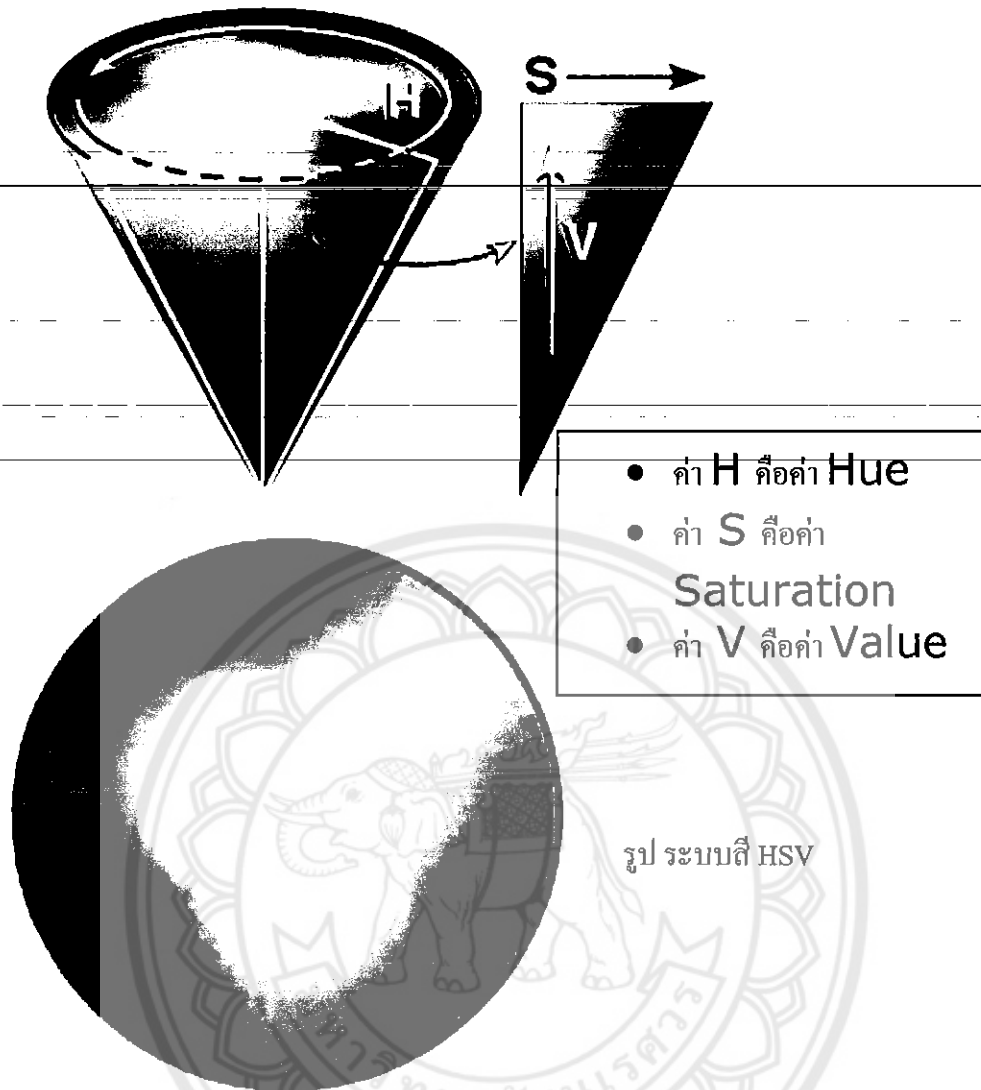 S
H
V
● ค่า H คือค่า Hue
● ค่า S คือค่า
Saturation
● ค่า V คือค่า Value
รูป ระบบสี HSV